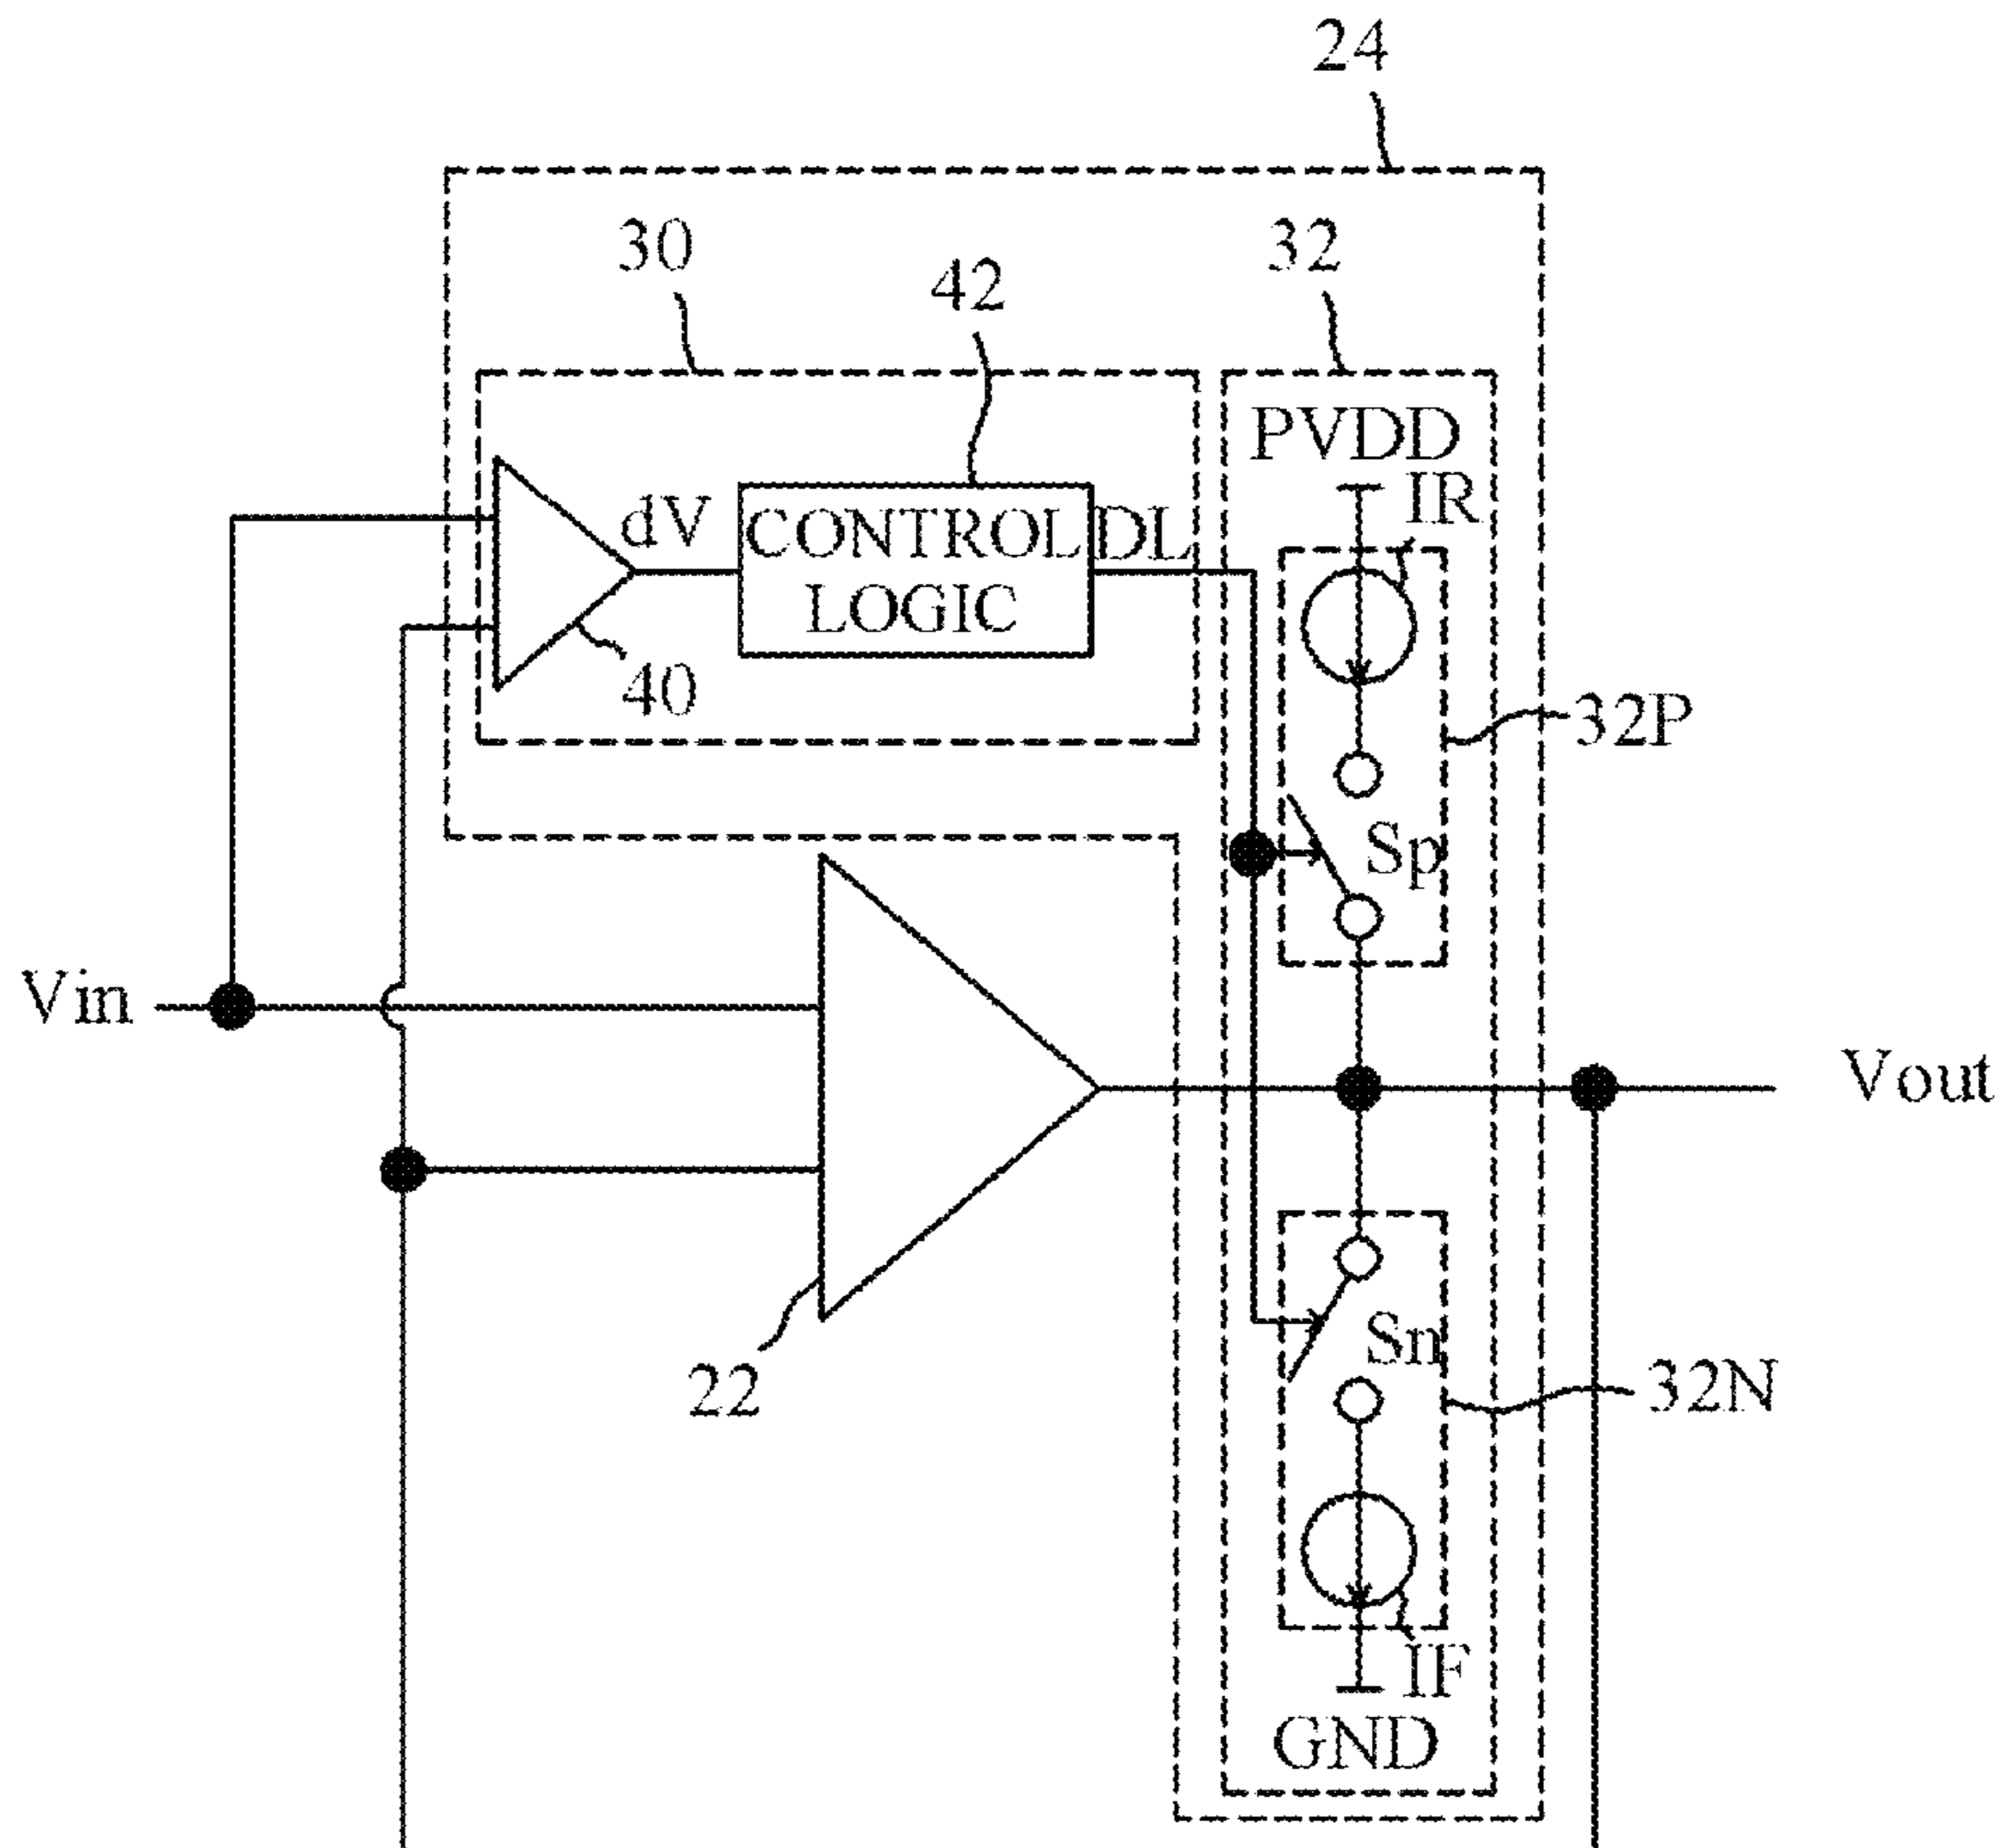 24
30
32
42
PVDD
IR
dV
CONTROL
LOGIC
DL
40
32P
Sp
Vin
Vout
Sn
22
32N
IF
GND